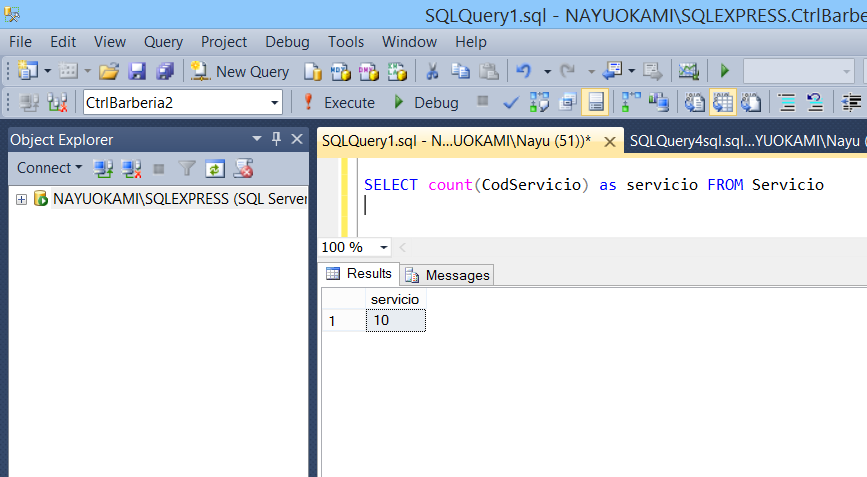 SQLQuery1.sql - NAYUOKAMI\SQLEXPRESS.CtrlBarbe
File Edit View Query Project Debug Tools Window Help
New Query
CtrlBarberia2 Execute Debug
Object Explorer
SQLQuery1.sql - N...UOKAMI\Nayu (51))* SQLQuery4sql.sql...YUOKAMI\Nayu (
Connect
NAYUOKAMI\SQLEXPRESS (SQL Server
SELECT count(CodServicio) as servicio FROM Servicio
100 %
Results Messages
servicio
1 10